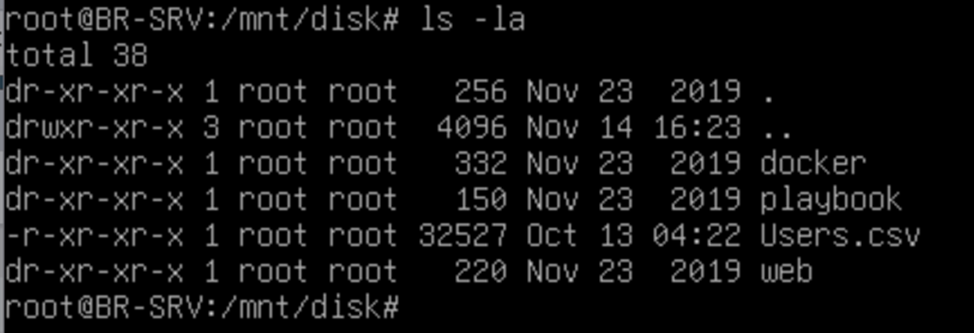 root@BR-SRV:/mnt/disk# ls -la
total 38
dr-xr-xr-x 1 root root   256 Nov 23  2019 .
drwxr-xr-x 3 root root  4096 Nov 14 16:23 ..
dr-xr-xr-x 1 root root   332 Nov 23  2019 docker
dr-xr-xr-x 1 root root   150 Nov 23  2019 playbook
-r-xr-xr-x 1 root root 32527 Oct 13 04:22 Users.csv
dr-xr-xr-x 1 root root   220 Nov 23  2019 web
root@BR-SRV:/mnt/disk#